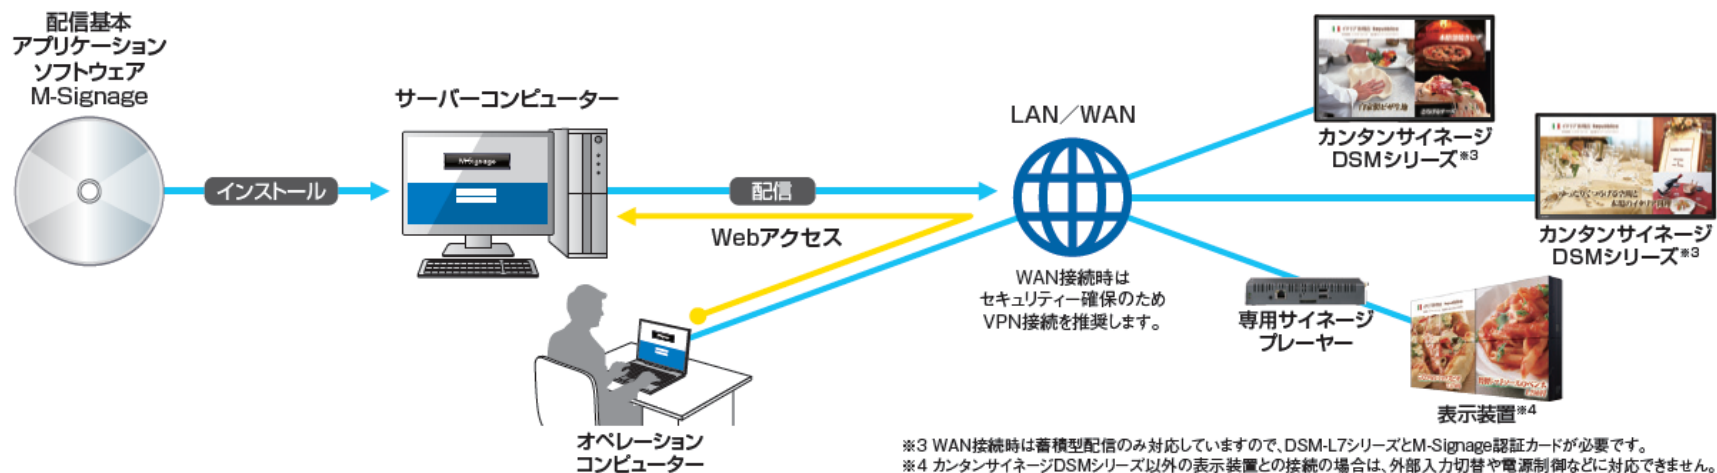 配信基本
アプリケーション
ソフトウェア
M-Signage
サーバーコンピューター
M-Signage
インストール
配信
Webアクセス
オペレーション
コンピューター
LAN／WAN
WAN接続時は
セキュリティー確保のため
VPN接続を推奨します。
カンタンサイネージ
DSMシリーズ※3
カンタンサイネージ
DSMシリーズ※3
専用サイネージ
プレーヤー
表示装置※4
※3 WAN接続時は蓄積型配信のみ対応していますので、DSM-L7シリーズとM-Signage認証カードが必要です。
※4 カンタンサイネージDSMシリーズ以外の表示装置との接続の場合は、外部入力切替や電源制御などに対応できません。